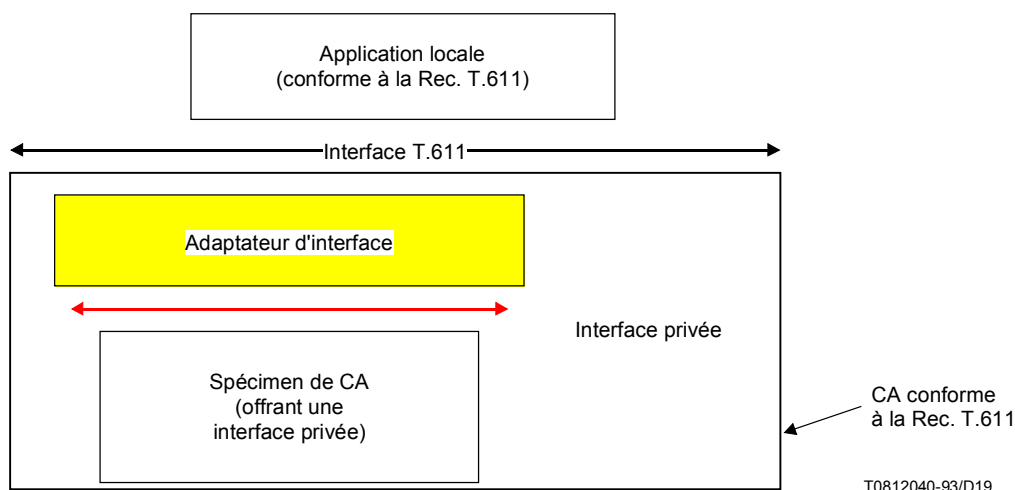 Application locale
(conforme à la Rec. T.611)
Interface T.611
Adaptateur d'interface
Interface privée
Spécimen de CA
(offrant une
interface privée)
CA conforme
à la Rec. T.611
T0812040-93/D19